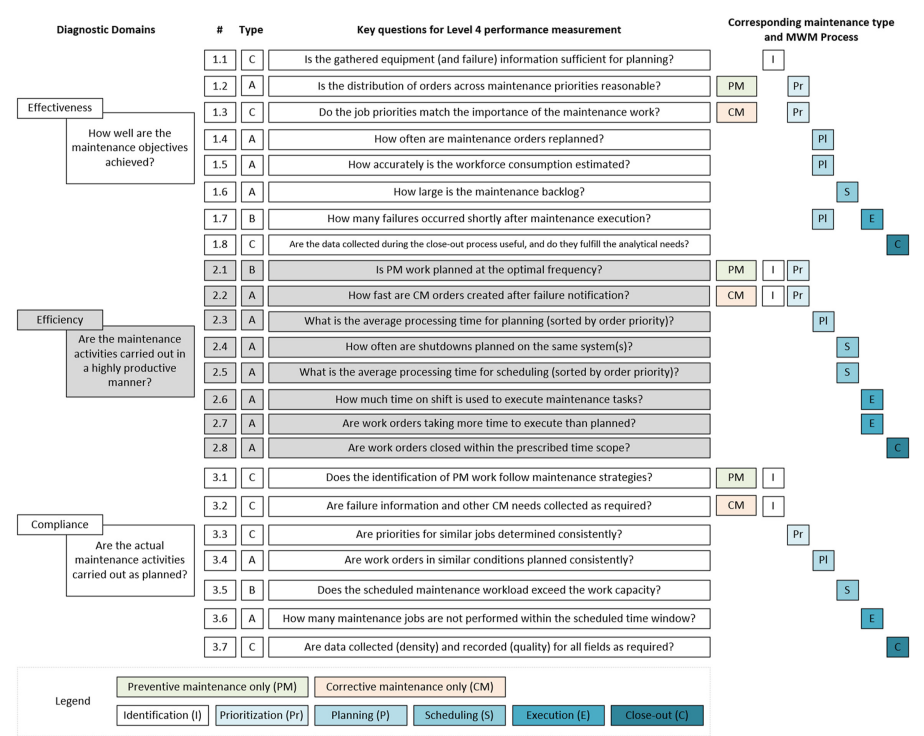 Diagnostic Domains
#
Type
Key questions for Level 4 performance measurement
Corresponding maintenance type
and MWM Process
1.1 C Is the gathered equipment (and failure) information sufficient for planning? I
1.2 A Is the distribution of orders across maintenance priorities reasonable? PM Pr
Effectiveness
1.3 C Do the job priorities match the importance of the maintenance work? CM Pr
How well are the
maintenance objectives
achieved?
1.4 A How often are maintenance orders replanned? Pl
1.5 A How accurately is the workforce consumption estimated? Pl
1.6 A How large is the maintenance backlog? S
1.7 B How many failures occurred shortly after maintenance execution? Pl E
1.8 C Are the data collected during the close-out process useful, and do they fulfill the analytical needs? C
2.1 B Is PM work planned at the optimal frequency? PM I Pr
2.2 A How fast are CM orders created after failure notification? CM I Pr
Efficiency
2.3 A What is the average processing time for planning (sorted by order priority)? Pl
Are the maintenance
activities carried out in
a highly productive
manner?
2.4 A How often are shutdowns planned on the same system(s)? S
2.5 A What is the average processing time for scheduling (sorted by order priority)? S
2.6 A How much time on shift is used to execute maintenance tasks? E
2.7 A Are work orders taking more time to execute than planned? E
2.8 A Are work orders closed within the prescribed time scope? C
3.1 C Does the identification of PM work follow maintenance strategies? PM I
3.2 C Are failure information and other CM needs collected as required? CM I
Compliance
3.3 C Are priorities for similar jobs determined consistently? Pr
Are the actual
maintenance activities
carried out as planned?
3.4 A Are work orders in similar conditions planned consistently? Pl
3.5 B Does the scheduled maintenance workload exceed the work capacity? S
3.6 A How many maintenance jobs are not performed within the scheduled time window? E
3.7 C Are data collected (density) and recorded (quality) for all fields as required? C
Legend
Preventive maintenance only (PM) Corrective maintenance only (CM)
Identification (I) Prioritization (Pr) Planning (P) Scheduling (S) Execution (E) Close-out (C)